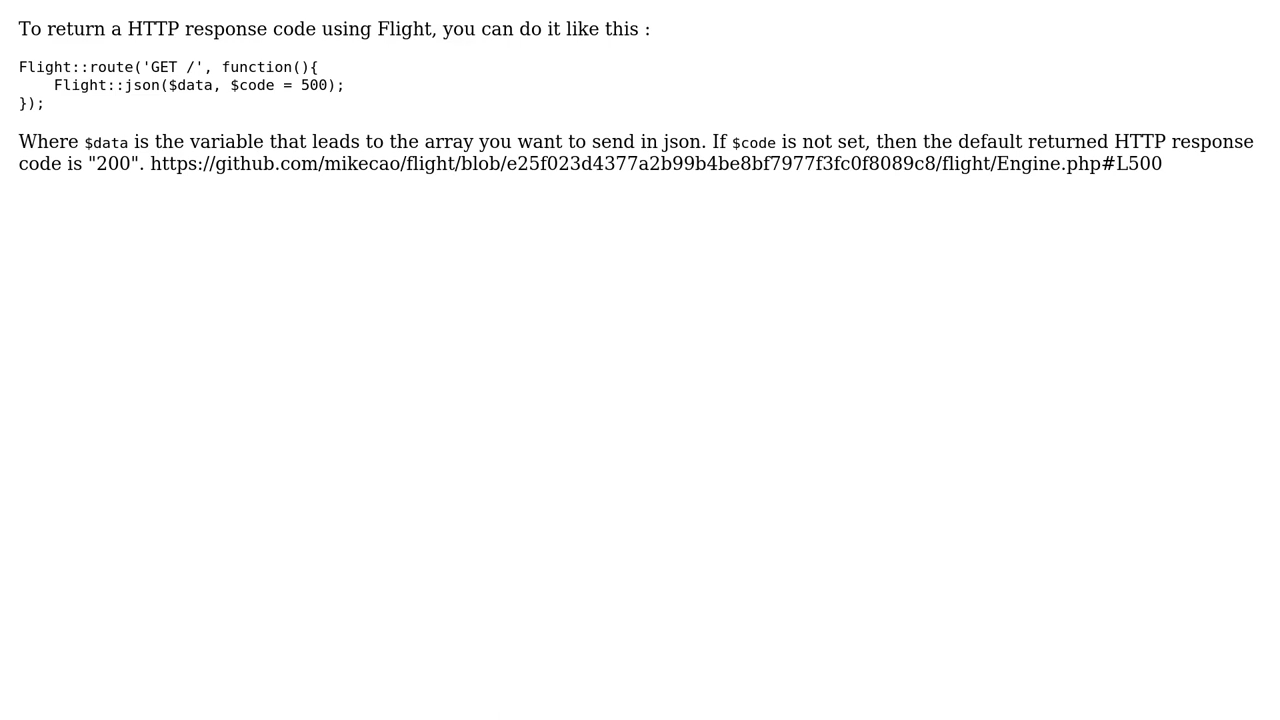 To return a HTTP response code using Flight, you can do it like this :
Flight::route('GET /', function(){
    Flight::json($data, $code = 500);
});
Where $data is the variable that leads to the array you want to send in json. If $code is not set, then the default returned HTTP response
code is "200". https://github.com/mikecao/flight/blob/e25f023d4377a2b99b4be8bf7977f3fc0f8089c8/flight/Engine.php#L500